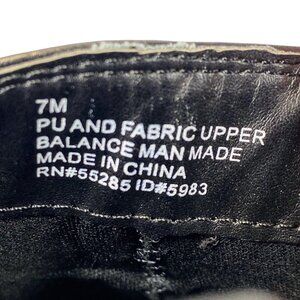 7M
PU AND FABRIC UPPER
BALANCE MAN MADE
MADE IN CHINA
RN#55285 ID#5983